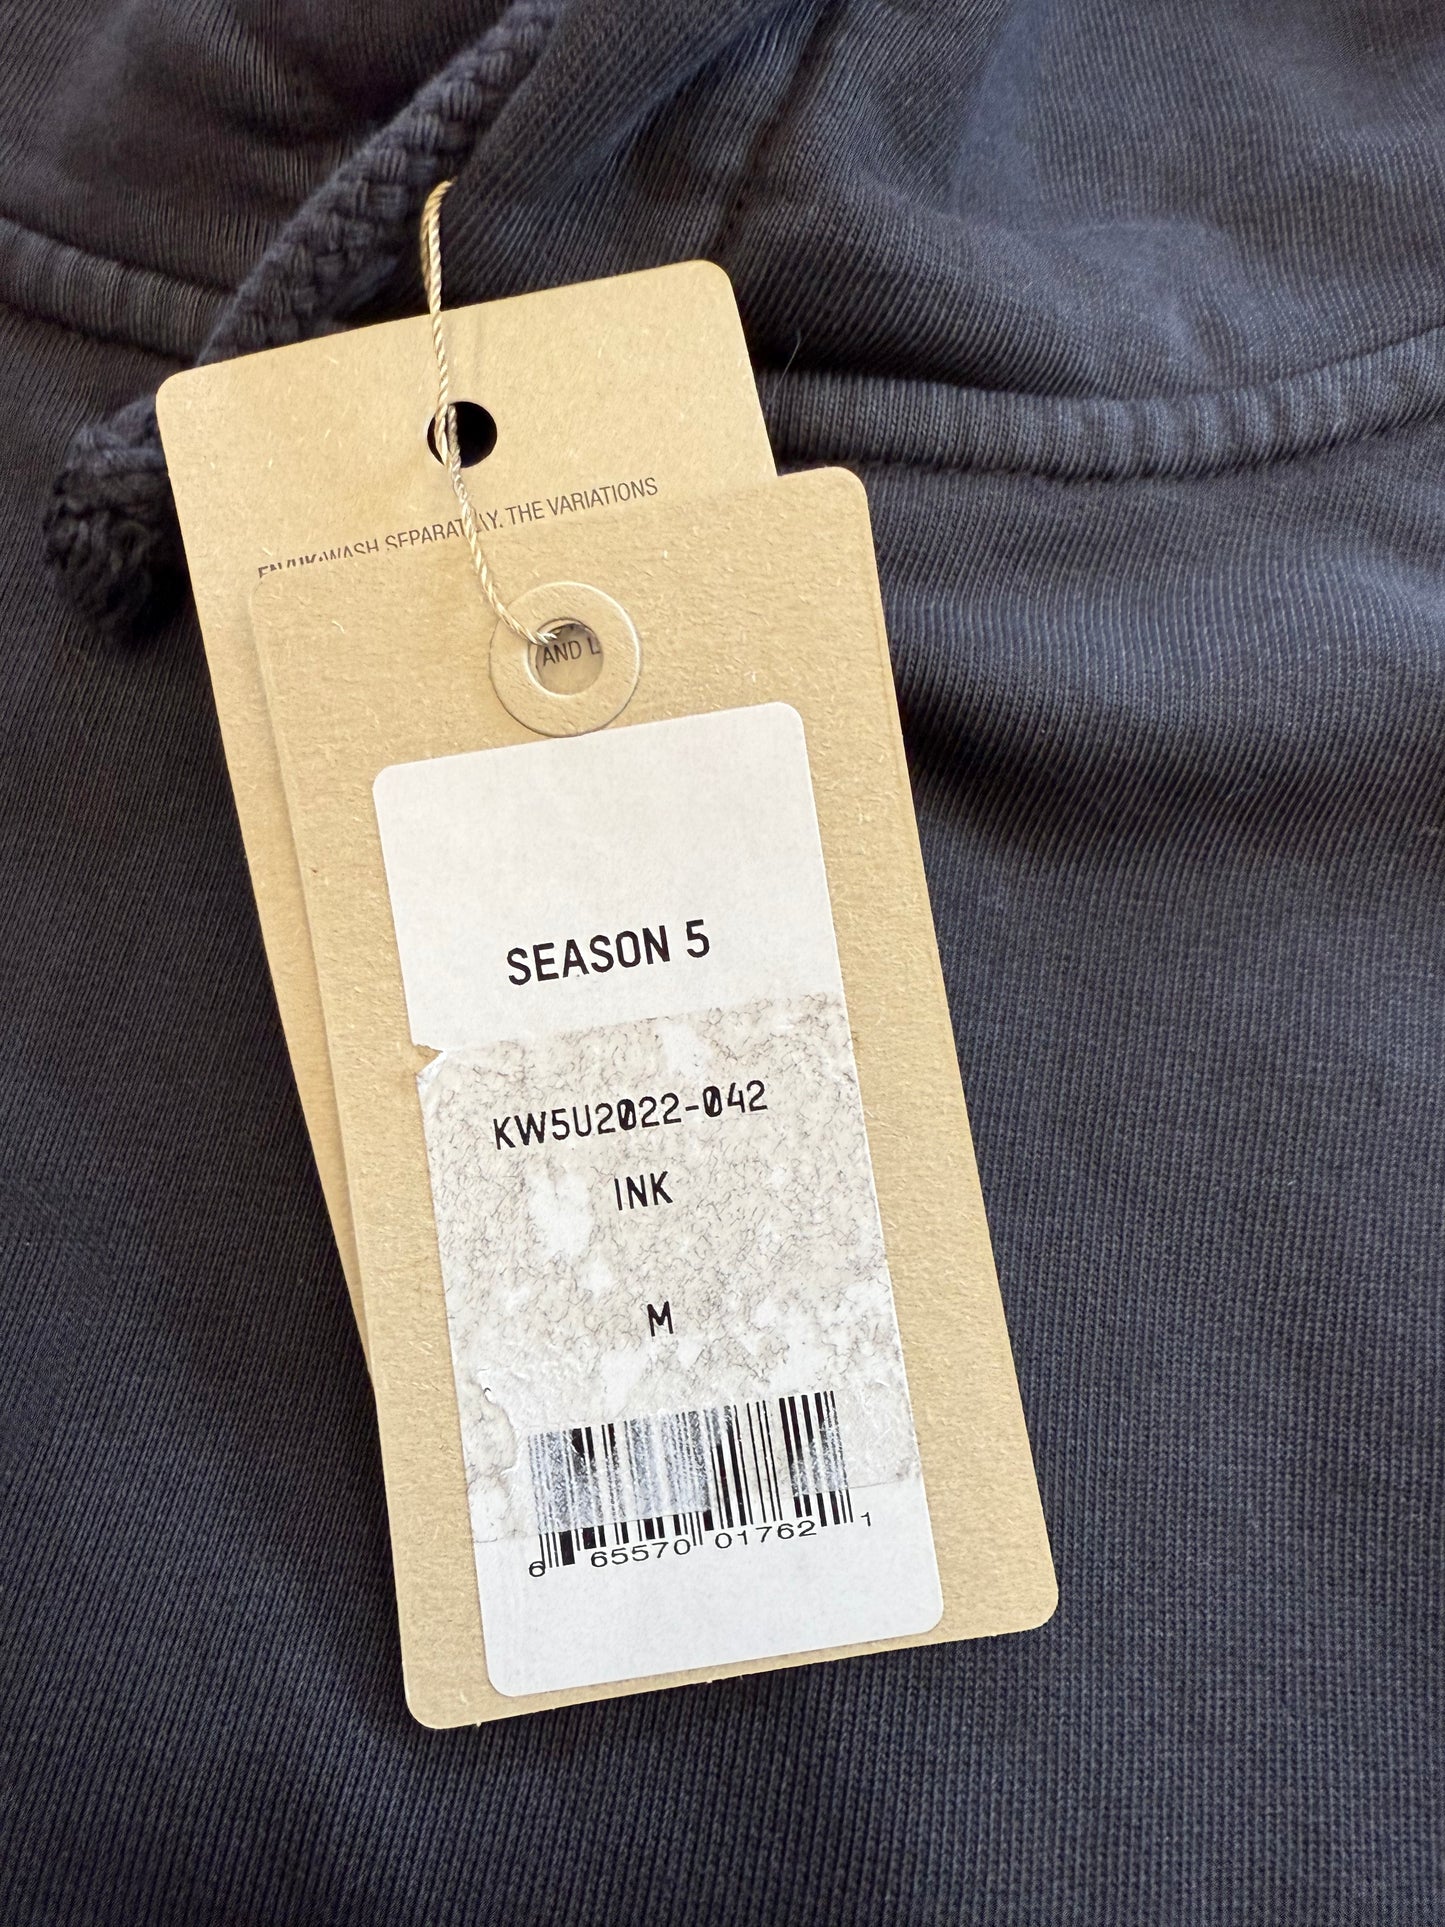 EN/UK: WASH SEPARATELY. THE VARIATIONS
AND L
SEASON 5
KW5U2022-042
INK
M
6 65570 01762 1